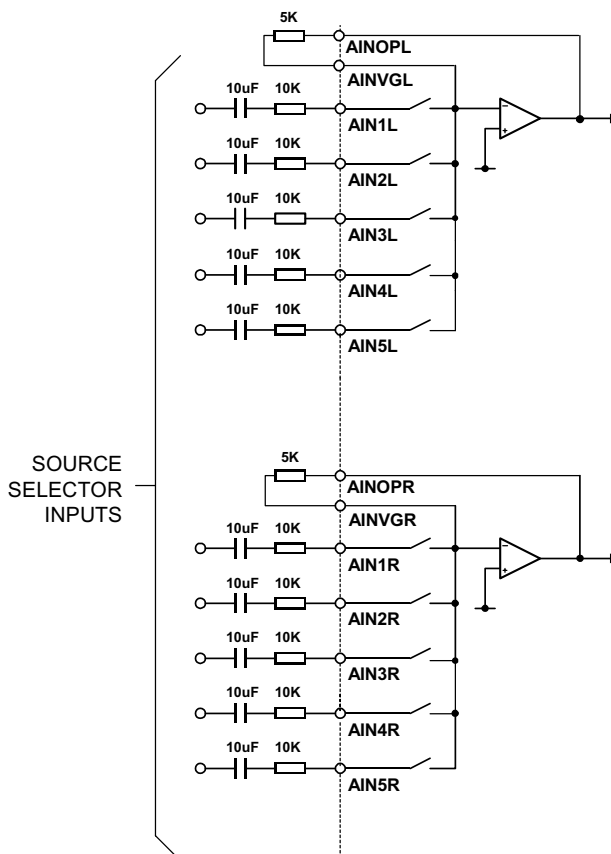 5K
AINOPL
AINVGL
10uF 10K
AIN1L
−
+
10uF 10K
AIN2L
10uF 10K
AIN3L
10uF 10K
AIN4L
10uF 10K
AIN5L
SOURCE
SELECTOR
INPUTS
5K
AINOPR
AINVGR
10uF 10K
AIN1R
−
+
10uF 10K
AIN2R
10uF 10K
AIN3R
10uF 10K
AIN4R
10uF 10K
AIN5R